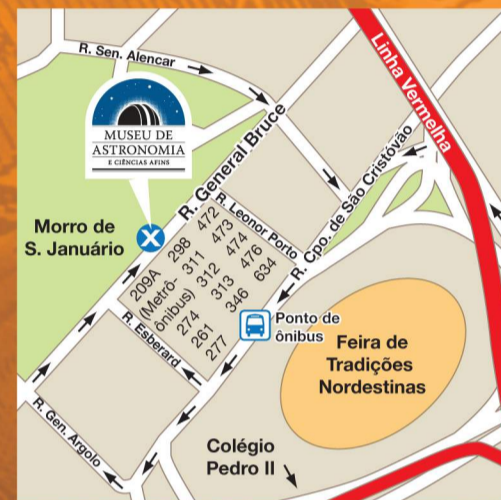 R. Sen. Alencar
Linha Vermelha
MUSEU DE
ASTRONOMIA
E CIÊNCIAS AFINS
R. General Bruce
R. Cpo. de São Cristóvão
R. Leonor Porto
Morro de
S. Januário
209A 298 472
(Metrô- 311 473
ônibus) 312 474
274 313 476
261 346 634
277
R. Esberard
Ponto de
ônibus
Feira de
Tradições
Nordestinas
R. Gen. Argolo
Colégio
Pedro II